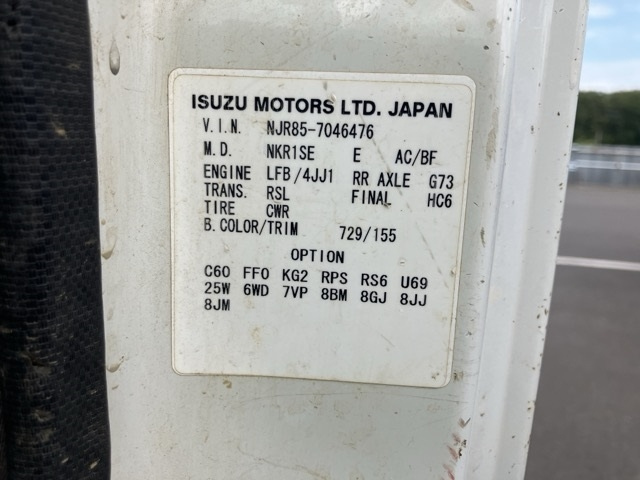 ISUZU MOTORS LTD. JAPAN
V.I.N. NJR85-7046476
M.D. NKR1SE E AC/BF
ENGINE LFB/4JJ1 RR AXLE G73
TRANS. RSL FINAL HC6
TIRE CWR
B.COLOR/TRIM 729/155
OPTION
C60 FF0 KG2 RPS RS6 U69
25W 6WD 7VP 8BM 8GJ 8JJ
8JM